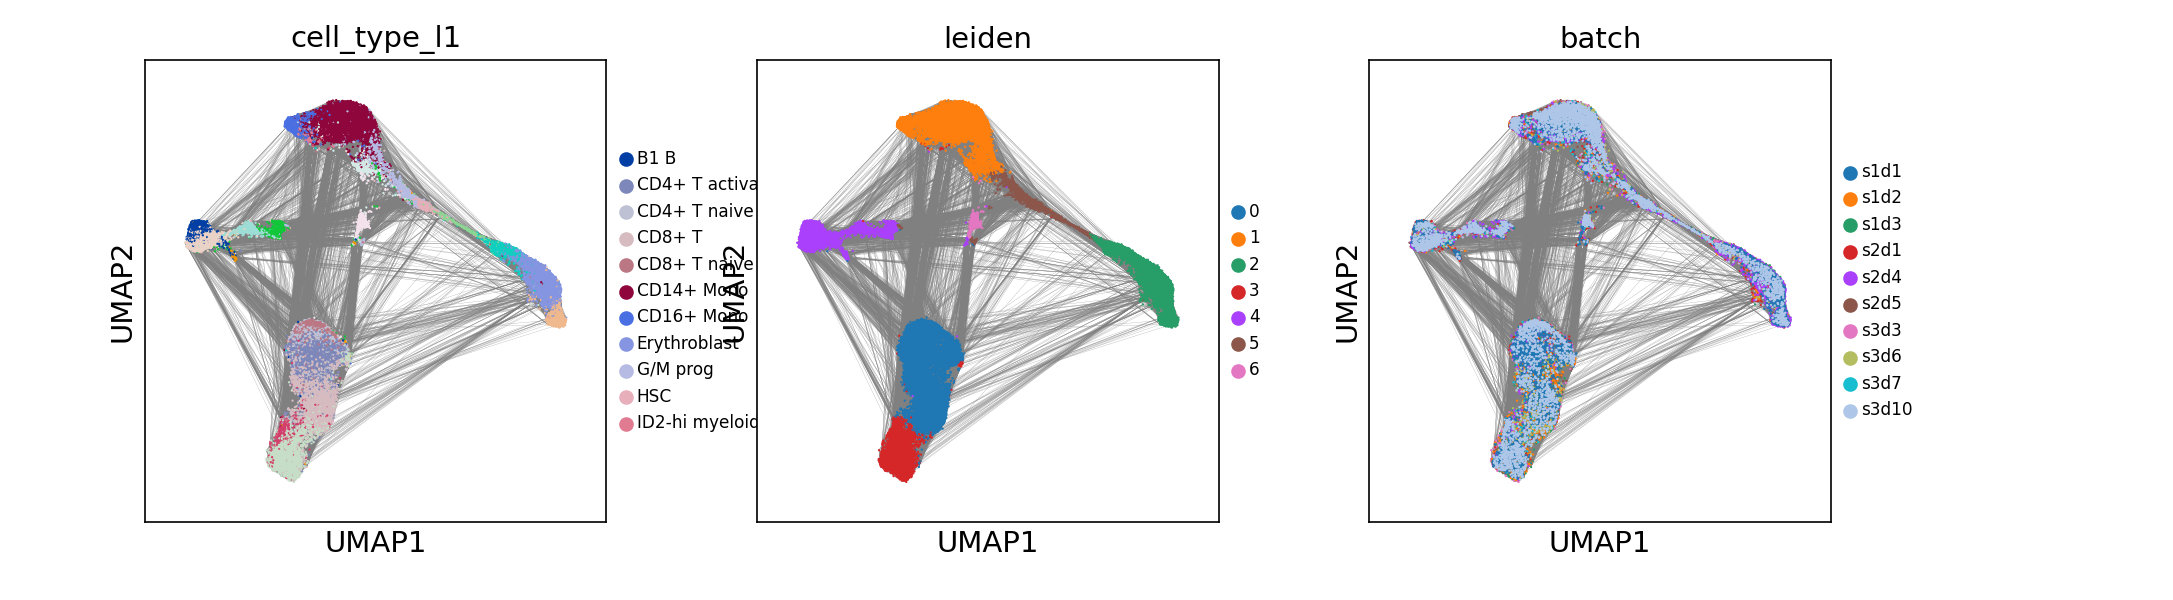 cell_type_l1
leiden
batch
UMAP2
UMAP1
B1 B
CD4+ T activa
CD4+ T naive
CD8+ T
CD8+ T naive
CD14+ Mono
CD16+ Mono
Erythroblast
G/M prog
HSC
ID2-hi myeloid
UMAP2
UMAP1
0
1
2
3
4
5
6
UMAP2
UMAP1
s1d1
s1d2
s1d3
s2d1
s2d4
s2d5
s3d3
s3d6
s3d7
s3d10